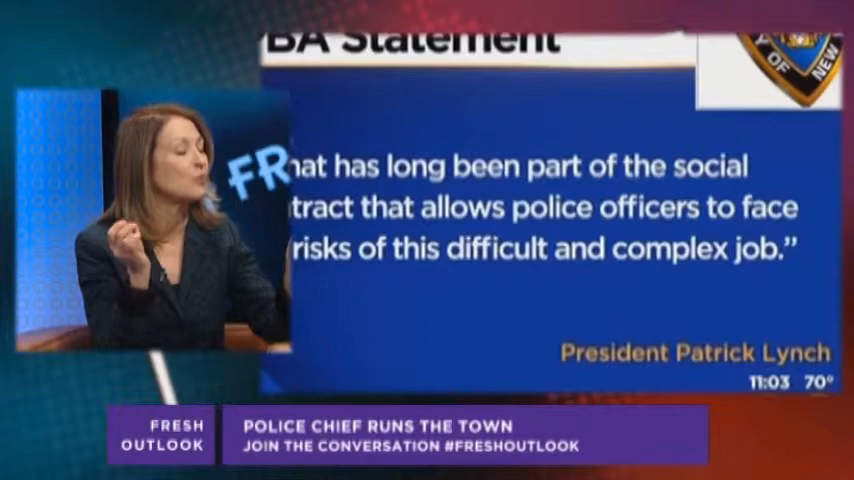 BA Statement
Y OF
NEW
FR
hat has long been part of the social
tract that allows police officers to face
risks of this difficult and complex job.”
President Patrick Lynch
11:03 70°
FRESH
OUTLOOK
POLICE CHIEF RUNS THE TOWN
JOIN THE CONVERSATION #FRESHOUTLOOK